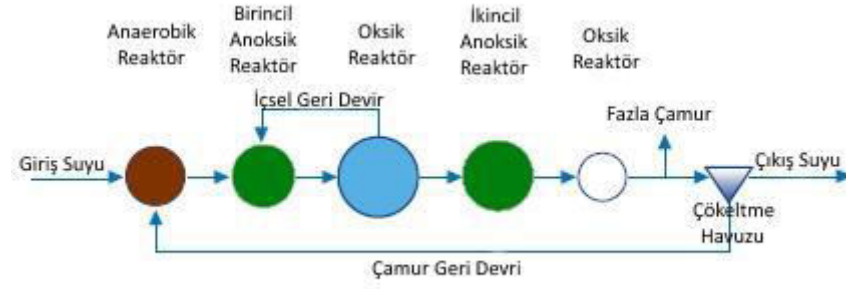 Anaerobik
Reaktör
Birincil
Anoksik
Reaktör
Oksik
Reaktör
İkincil
Anoksik
Reaktör
Oksik
Reaktör
İçsel Geri Devir
Fazla Çamur
Giriş Suyu
Çıkış Suyu
Çökeltme
Havuzu
Çamur Geri Devri